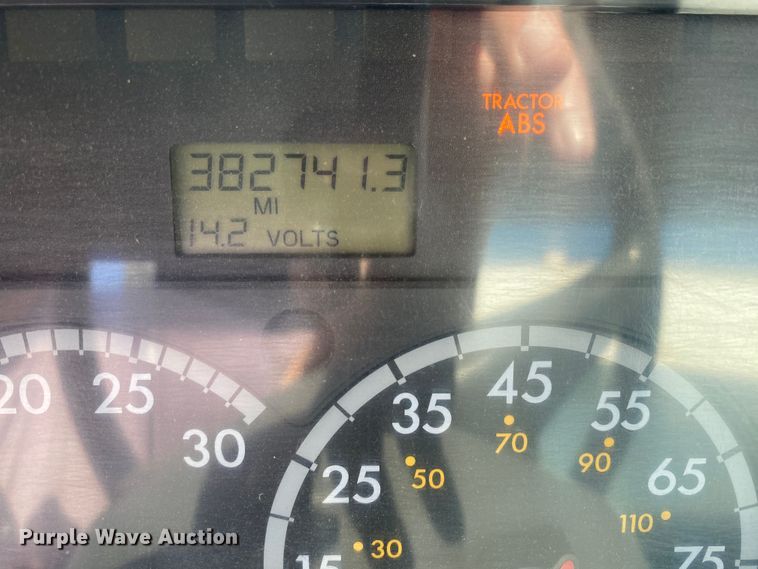 TRACTOR
ABS
382741.3
MI
14.2 VOLTS
20 25 30
15 25 35 45 55 65 75
30 50 70 90 110
Purple Wave Auction